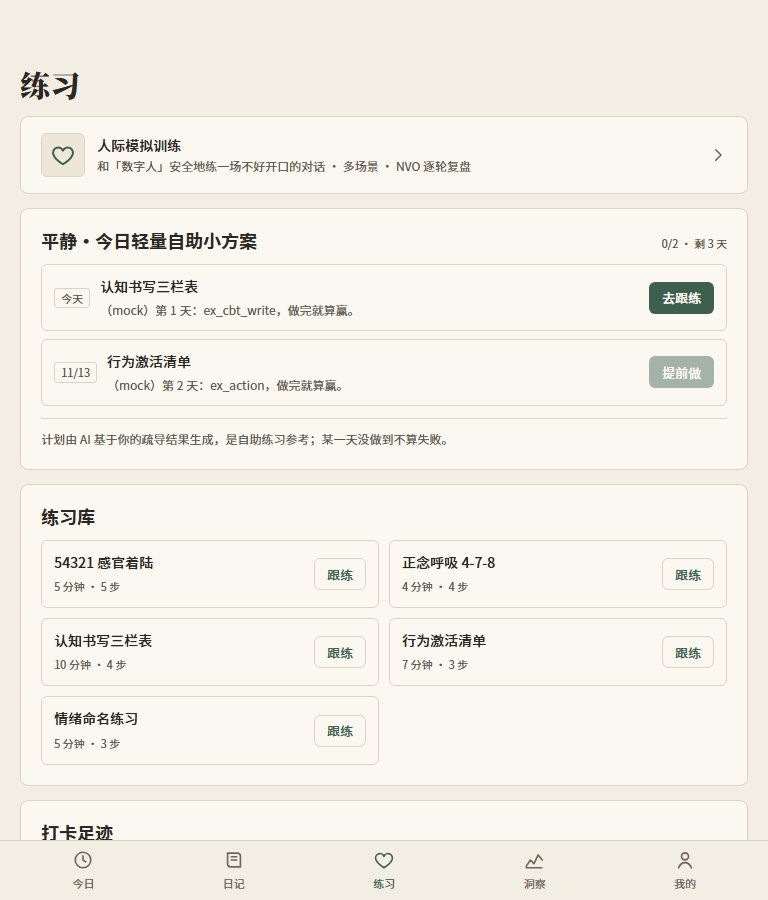 练习
人际模拟训练
和「数字人」安全地练一场不好开口的对话 · 多场景 · NVO 逐轮复盘
平静 · 今日轻量自助小方案
0/2 · 剩 3 天
今天
认知书写三栏表
（mock）第 1 天：ex_cbt_write，做完就算赢。
去跟练
11/13
行为激活清单
（mock）第 2 天：ex_action，做完就算赢。
提前做
计划由 AI 基于你的疏导结果生成，是自助练习参考；某一天没做到不算失败。
练习库
54321 感官着陆
5 分钟 · 5 步
跟练
正念呼吸 4-7-8
4 分钟 · 4 步
跟练
认知书写三栏表
10 分钟 · 4 步
跟练
行为激活清单
7 分钟 · 3 步
跟练
情绪命名练习
5 分钟 · 3 步
跟练
打卡足迹
今日
日记
练习
洞察
我的